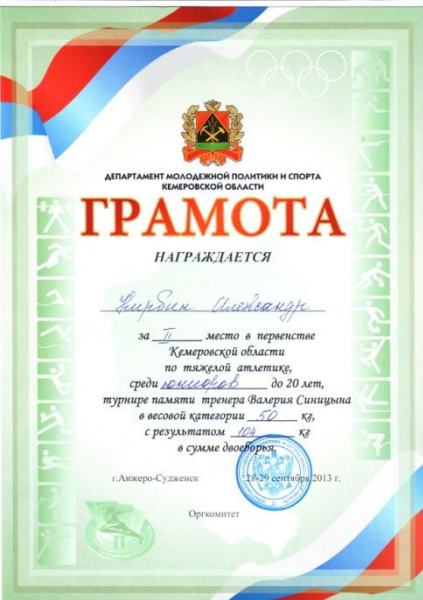 ДЕПАРТАМЕНТ МОЛОДЕЖНОЙ ПОЛИТИКИ И СПОРТА
КЕМЕРОВСКОЙ ОБЛАСТИ
ГРАМОТА
НАГРАЖДАЕТСЯ
Александр
за II место в первенстве
Кемеровской области
по тяжелой атлетике,
среди юниоров до 20 лет,
турнире памяти тренера Валерия Синицына
в весовой категории 50 кг,
с результатом 104 кг
в сумме двоеборья.
г.Анжеро-Судженск 28-29 сентября 2013 г.
Оргкомитет